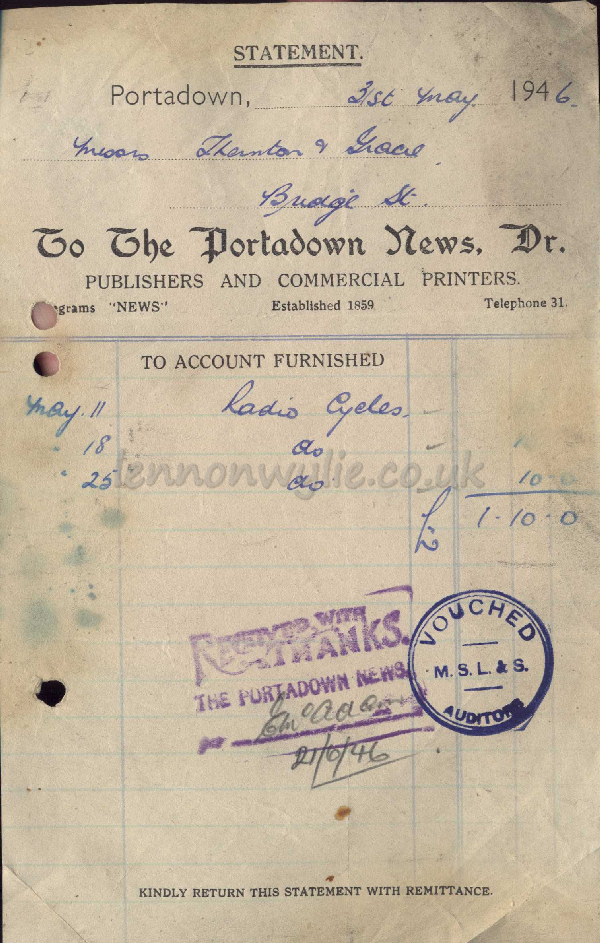 STATEMENT.
Portadown, 31st May 1946.
Messrs Thornton & Gracie
Bridge St.
To The Portadown News, Dr.
PUBLISHERS AND COMMERCIAL PRINTERS.
egrams "NEWS" Established 1859 Telephone 31.
TO ACCOUNT FURNISHED
May 11 Radio Cycles.
" 18 do
" 25 do 10 0
lennonwylie.co.uk
1-10-0
RECEIVED WITH
THANKS.
THE PORTADOWN NEWS.
per
21/6/46
VOUCHED
M. S. L. & S.
AUDITORS
KINDLY RETURN THIS STATEMENT WITH REMITTANCE.